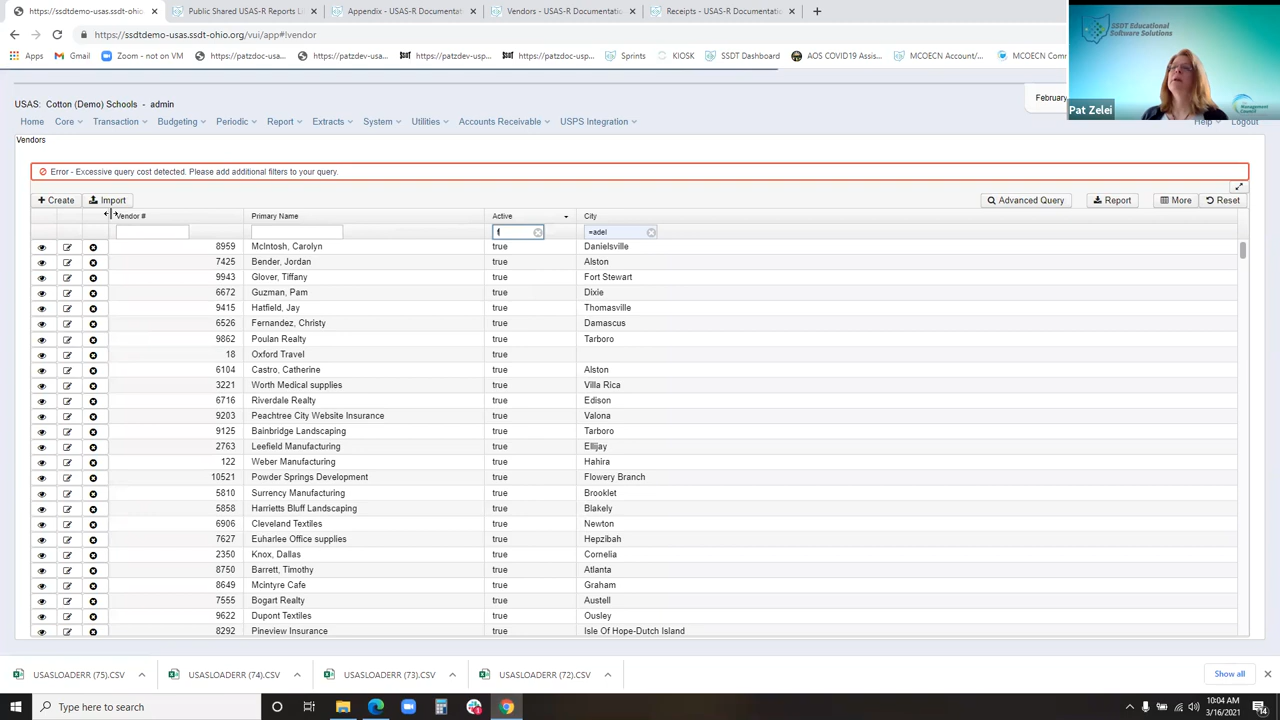 https://ssdtdemo-usas.ssdt-ohio
Public Shared USAS-R Reports Li
Appendix - USAS-R Documentat
Vendors - USAS-R Documentatio
Receipts - USAS-R Documentatio
https://ssdtdemo-usas.ssdt-ohio.org/vui/app#!vendor
Apps
Gmail
Zoom - not on VM
https://patzdoc-usa...
https://patzdev-usa...
https://patzdev-usp...
https://patzdoc-usp...
Sprints
KIOSK
SSDT Dashboard
AOS COVID19 Assis...
MCOECN Account/...
MCOECN Com
SSDT Educational
Software Solutions
Management
Council
Pat Zelei
USAS: Cotton (Demo) Schools - admin
February
Home
Core
Transaction
Budgeting
Periodic
Report
Extracts
System
Utilities
Accounts Receivable
USPS Integration
Help
Logout
Vendors
Error - Excessive query cost detected. Please add additional filters to your query.
Create
Import
Advanced Query
Report
More
Reset
Vendor #
Primary Name
Active
City
f
=adel
8959 McIntosh, Carolyn true Danielsville
7425 Bender, Jordan true Alston
9943 Glover, Tiffany true Fort Stewart
6672 Guzman, Pam true Dixie
9415 Hatfield, Jay true Thomasville
6526 Fernandez, Christy true Damascus
9862 Poulan Realty true Tarboro
18 Oxford Travel true
6104 Castro, Catherine true Alston
3221 Worth Medical supplies true Villa Rica
6716 Riverdale Realty true Edison
9203 Peachtree City Website Insurance true Valona
9125 Bainbridge Landscaping true Tarboro
2763 Leefield Manufacturing true Ellijay
122 Weber Manufacturing true Hahira
10521 Powder Springs Development true Flowery Branch
5810 Surrency Manufacturing true Brooklet
5858 Harrietts Bluff Landscaping true Blakely
6906 Cleveland Textiles true Newton
7627 Euharlee Office supplies true Hepzibah
2350 Knox, Dallas true Cornelia
8750 Barrett, Timothy true Atlanta
8649 Mcintyre Cafe true Graham
7555 Bogart Realty true Austell
9622 Dupont Textiles true Ousley
8292 Pineview Insurance true Isle Of Hope-Dutch Island
USASLOADERR (75).CSV
USASLOADERR (74).CSV
USASLOADERR (73).CSV
USASLOADERR (72).CSV
Show all
Type here to search
10:04 AM
3/16/2021
14